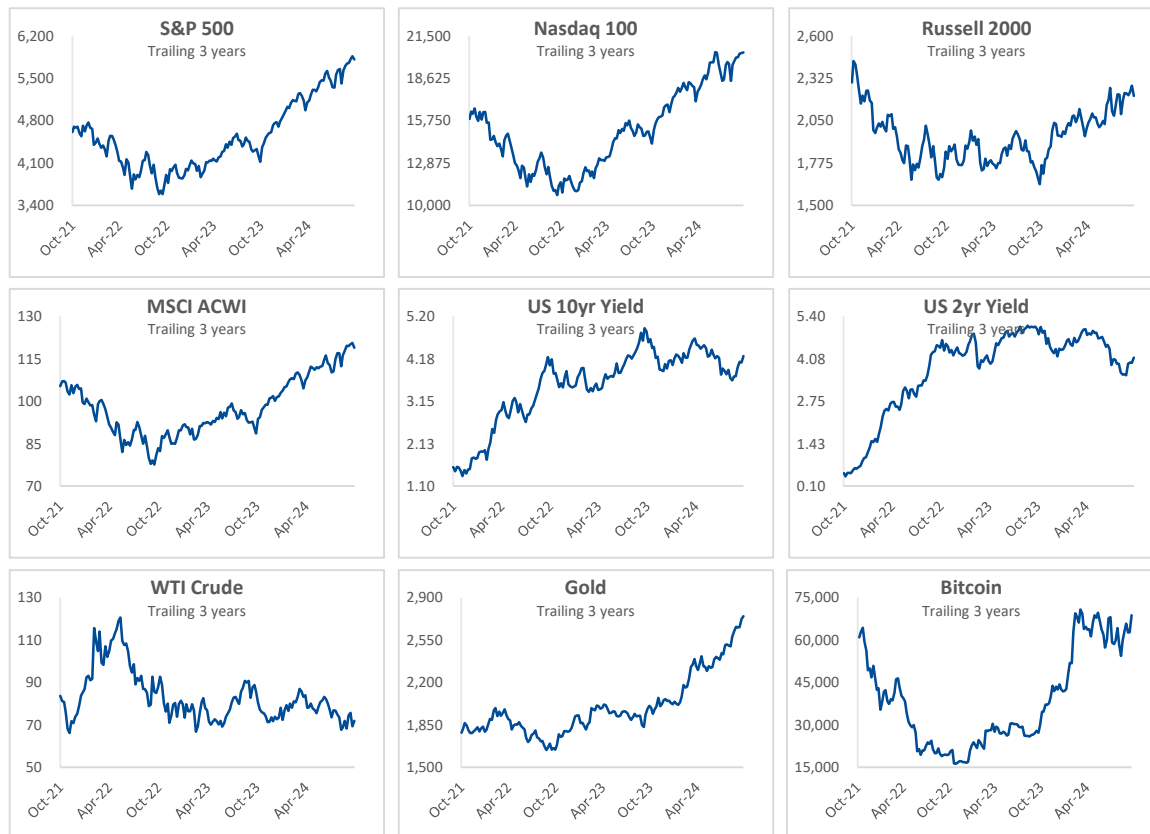 S&P 500
Trailing 3 years
6,200
5,500
4,800
4,100
3,400
Oct-21
Apr-22
Oct-22
Apr-23
Oct-23
Apr-24
Nasdaq 100
Trailing 3 years
21,500
18,625
15,750
12,875
10,000
Oct-21
Apr-22
Oct-22
Apr-23
Oct-23
Apr-24
Russell 2000
Trailing 3 years
2,600
2,325
2,050
1,775
1,500
Oct-21
Apr-22
Oct-22
Apr-23
Oct-23
Apr-24
MSCI ACWI
Trailing 3 years
130
115
100
85
70
Oct-21
Apr-22
Oct-22
Apr-23
Oct-23
Apr-24
US 10yr Yield
Trailing 3 years
5.20
4.18
3.15
2.13
1.10
Oct-21
Apr-22
Oct-22
Apr-23
Oct-23
Apr-24
US 2yr Yield
Trailing 3 years
5.40
4.08
2.75
1.43
0.10
Oct-21
Apr-22
Oct-22
Apr-23
Oct-23
Apr-24
WTI Crude
Trailing 3 years
130
110
90
70
50
Oct-21
Apr-22
Oct-22
Apr-23
Oct-23
Apr-24
Gold
Trailing 3 years
2,900
2,550
2,200
1,850
1,500
Oct-21
Apr-22
Oct-22
Apr-23
Oct-23
Apr-24
Bitcoin
Trailing 3 years
75,000
60,000
45,000
30,000
15,000
Oct-21
Apr-22
Oct-22
Apr-23
Oct-23
Apr-24